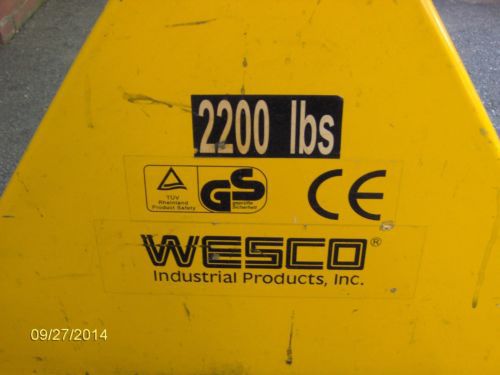 2200 lbs
TÜV
Rheinland
Product Safety
GS
geprüfte
Sicherheit
CE
WESCO®
Industrial Products, Inc.
09/27/2014